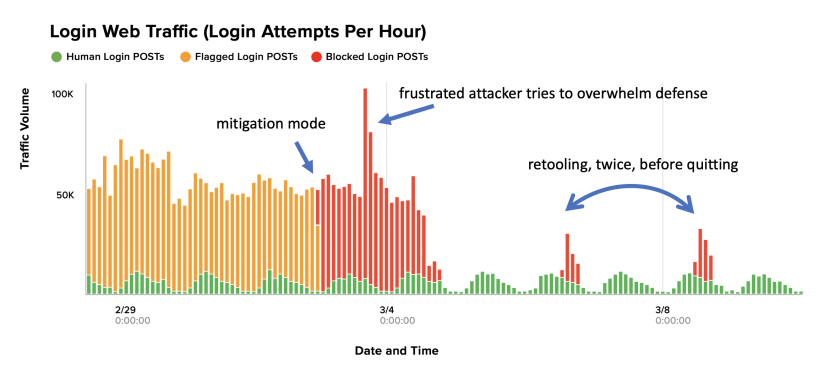 Login Web Traffic (Login Attempts Per Hour)
Human Login POSTs Flagged Login POSTs Blocked Login POSTs
100K
frustrated attacker tries to overwhelm defense
mitigation mode
Traffic Volume
retooling, twice, before quitting
50K
2/29 3/4 3/8
0:00:00 0:00:00 0:00:00
Date and Time